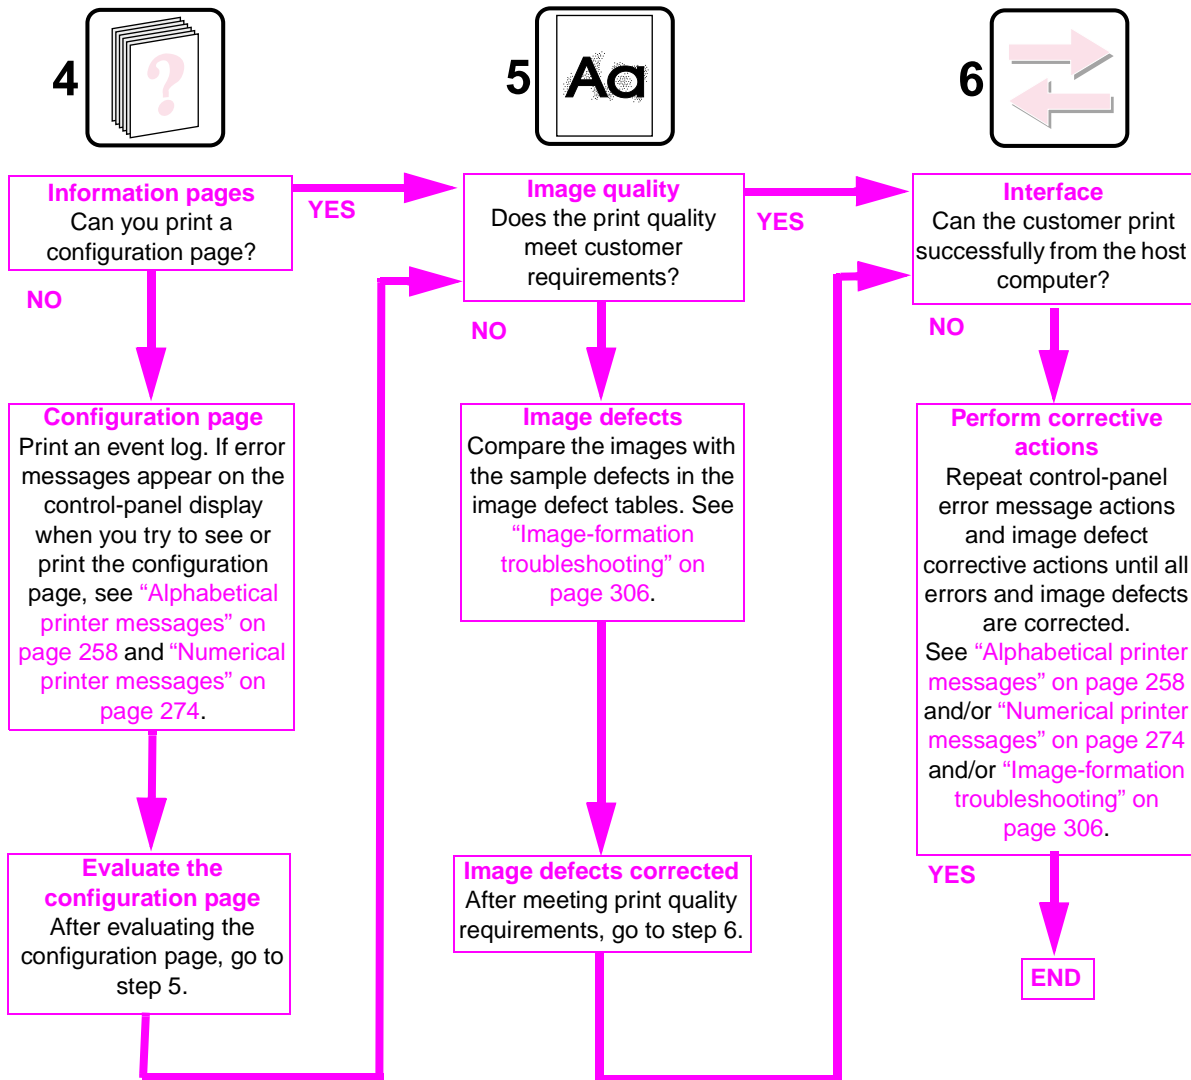 4
?
Information pages
Can you print a
configuration page?
YES
NO
Configuration page
Print an event log. If error
messages appear on the
control-panel display
when you try to see or
print the configuration
page, see “Alphabetical
printer messages” on
page 258 and “Numerical
printer messages” on
page 274.
Evaluate the
configuration page
After evaluating the
configuration page, go to
step 5.
5
Aa
Image quality
Does the print quality
meet customer
requirements?
YES
NO
Image defects
Compare the images with
the sample defects in the
image defect tables. See
“Image-formation
troubleshooting” on
page 306.
Image defects corrected
After meeting print quality
requirements, go to step 6.
6
Interface
Can the customer print
successfully from the host
computer?
NO
Perform corrective
actions
Repeat control-panel
error message actions
and image defect
corrective actions until all
errors and image defects
are corrected.
See “Alphabetical printer
messages” on page 258
and/or “Numerical printer
messages” on page 274
and/or “Image-formation
troubleshooting” on
page 306.
YES
END